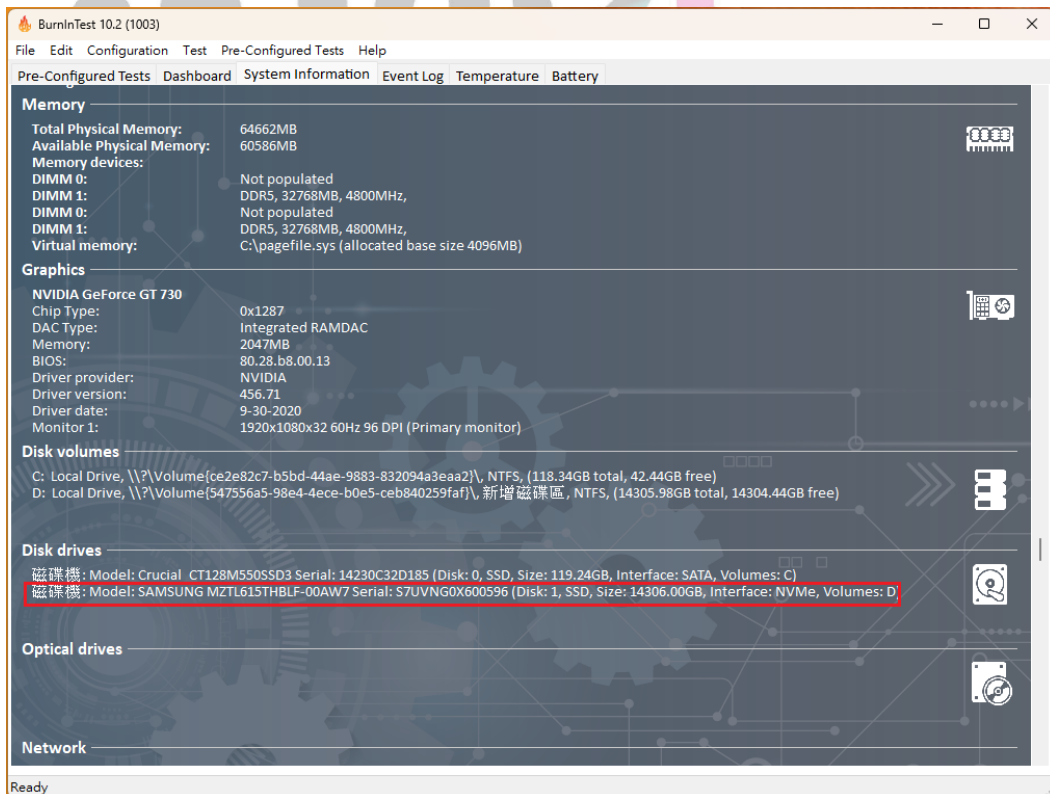 BurnInTest 10.2 (1003)
File Edit Configuration Test Pre-Configured Tests Help
Pre-Configured Tests Dashboard System Information Event Log Temperature Battery
Memory
Total Physical Memory: 64662MB
Available Physical Memory: 60586MB
Memory devices:
DIMM 0: Not populated
DIMM 1: DDR5, 32768MB, 4800MHz,
DIMM 0: Not populated
DIMM 1: DDR5, 32768MB, 4800MHz,
Virtual memory: C:\pagefile.sys (allocated base size 4096MB)
Graphics
NVIDIA GeForce GT 730
Chip Type: 0x1287
DAC Type: Integrated RAMDAC
Memory: 2047MB
BIOS: 80.28.b8.00.13
Driver provider: NVIDIA
Driver version: 456.71
Driver date: 9-30-2020
Monitor 1: 1920x1080x32 60Hz 96 DPI (Primary monitor)
Disk volumes
C: Local Drive, \\?\Volume{ce2e82c7-b5bd-44ae-9883-832094a3eaa2}\, NTFS, (118.34GB total, 42.44GB free)
D: Local Drive, \\?\Volume{547556a5-98e4-4ece-b0e5-ceb840259faf}\, 新增磁碟區, NTFS, (14305.98GB total, 14304.44GB free)
Disk drives
磁碟機: Model: Crucial_CT128M550SSD3 Serial: 14230C32D185 (Disk: 0, SSD, Size: 119.24GB, Interface: SATA, Volumes: C)
磁碟機: Model: SAMSUNG MZTL615THBLF-00AW7 Serial: S7UVNG0X600596 (Disk: 1, SSD, Size: 14306.00GB, Interface: NVMe, Volumes: D)
Optical drives
Network
Ready